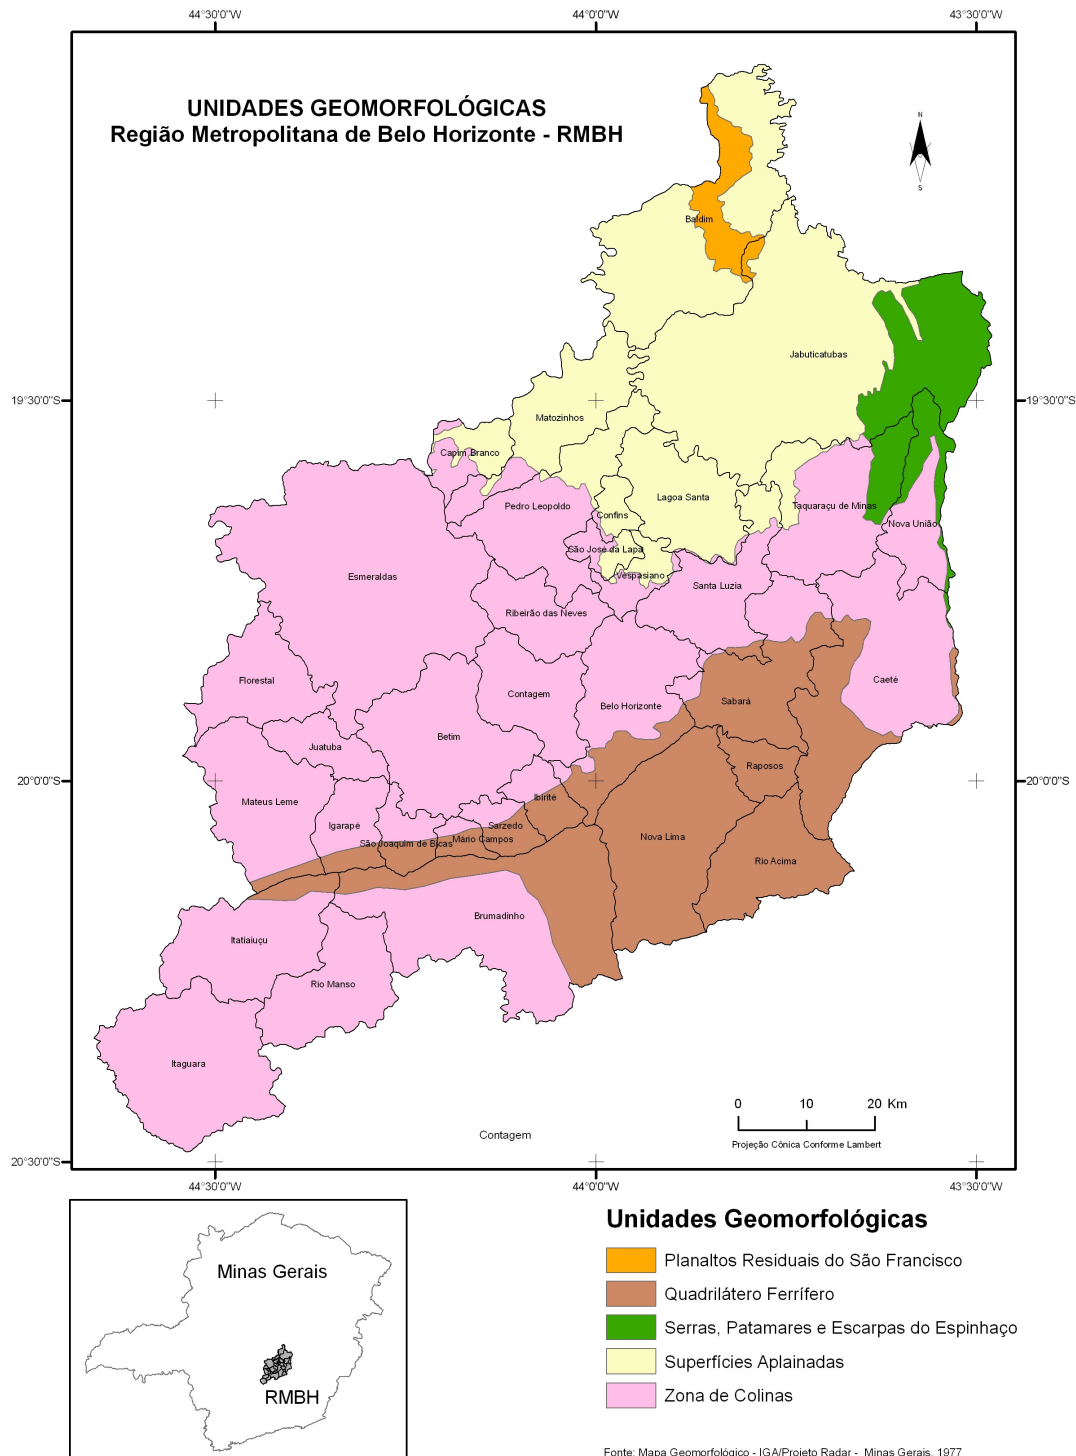 44°30'0"W 44°0'0"W 43°30'0"W
UNIDADES GEOMORFOLÓGICAS
Região Metropolitana de Belo Horizonte - RMBH
N
S
Baldim
Jabuticatubas
19°30'0"S 19°30'0"S
Matozinhos
Capim Branco
Lagoa Santa
Pedro Leopoldo
Taquaraçu de Minas
Confins
Nova União
São José da Lapa
Esmeraldas
Vespasiano
Santa Luzia
Ribeirão das Neves
Florestal
Caeté
Contagem
Sabará
Belo Horizonte
Betim
Juatuba
Raposos
20°0'0"S 20°0'0"S
Ibirité
Mateus Leme
Igarapé
Sarzedo
Nova Lima
Mário Campos
São Joaquim de Bicas
Rio Acima
Brumadinho
Itatiaiuçu
Rio Manso
Itaguara
0 10 20 Km
Contagem
Projeção Cônica Conforme Lambert
20°30'0"S 20°30'0"S
44°30'0"W 44°0'0"W 43°30'0"W
Minas Gerais
RMBH
Unidades Geomorfológicas
Planaltos Residuais do São Francisco
Quadrilátero Ferrífero
Serras, Patamares e Escarpas do Espinhaço
Superfícies Aplainadas
Zona de Colinas
Fonte: Mapa Geomorfológico - IGA/Projeto Radar - Minas Gerais, 1977